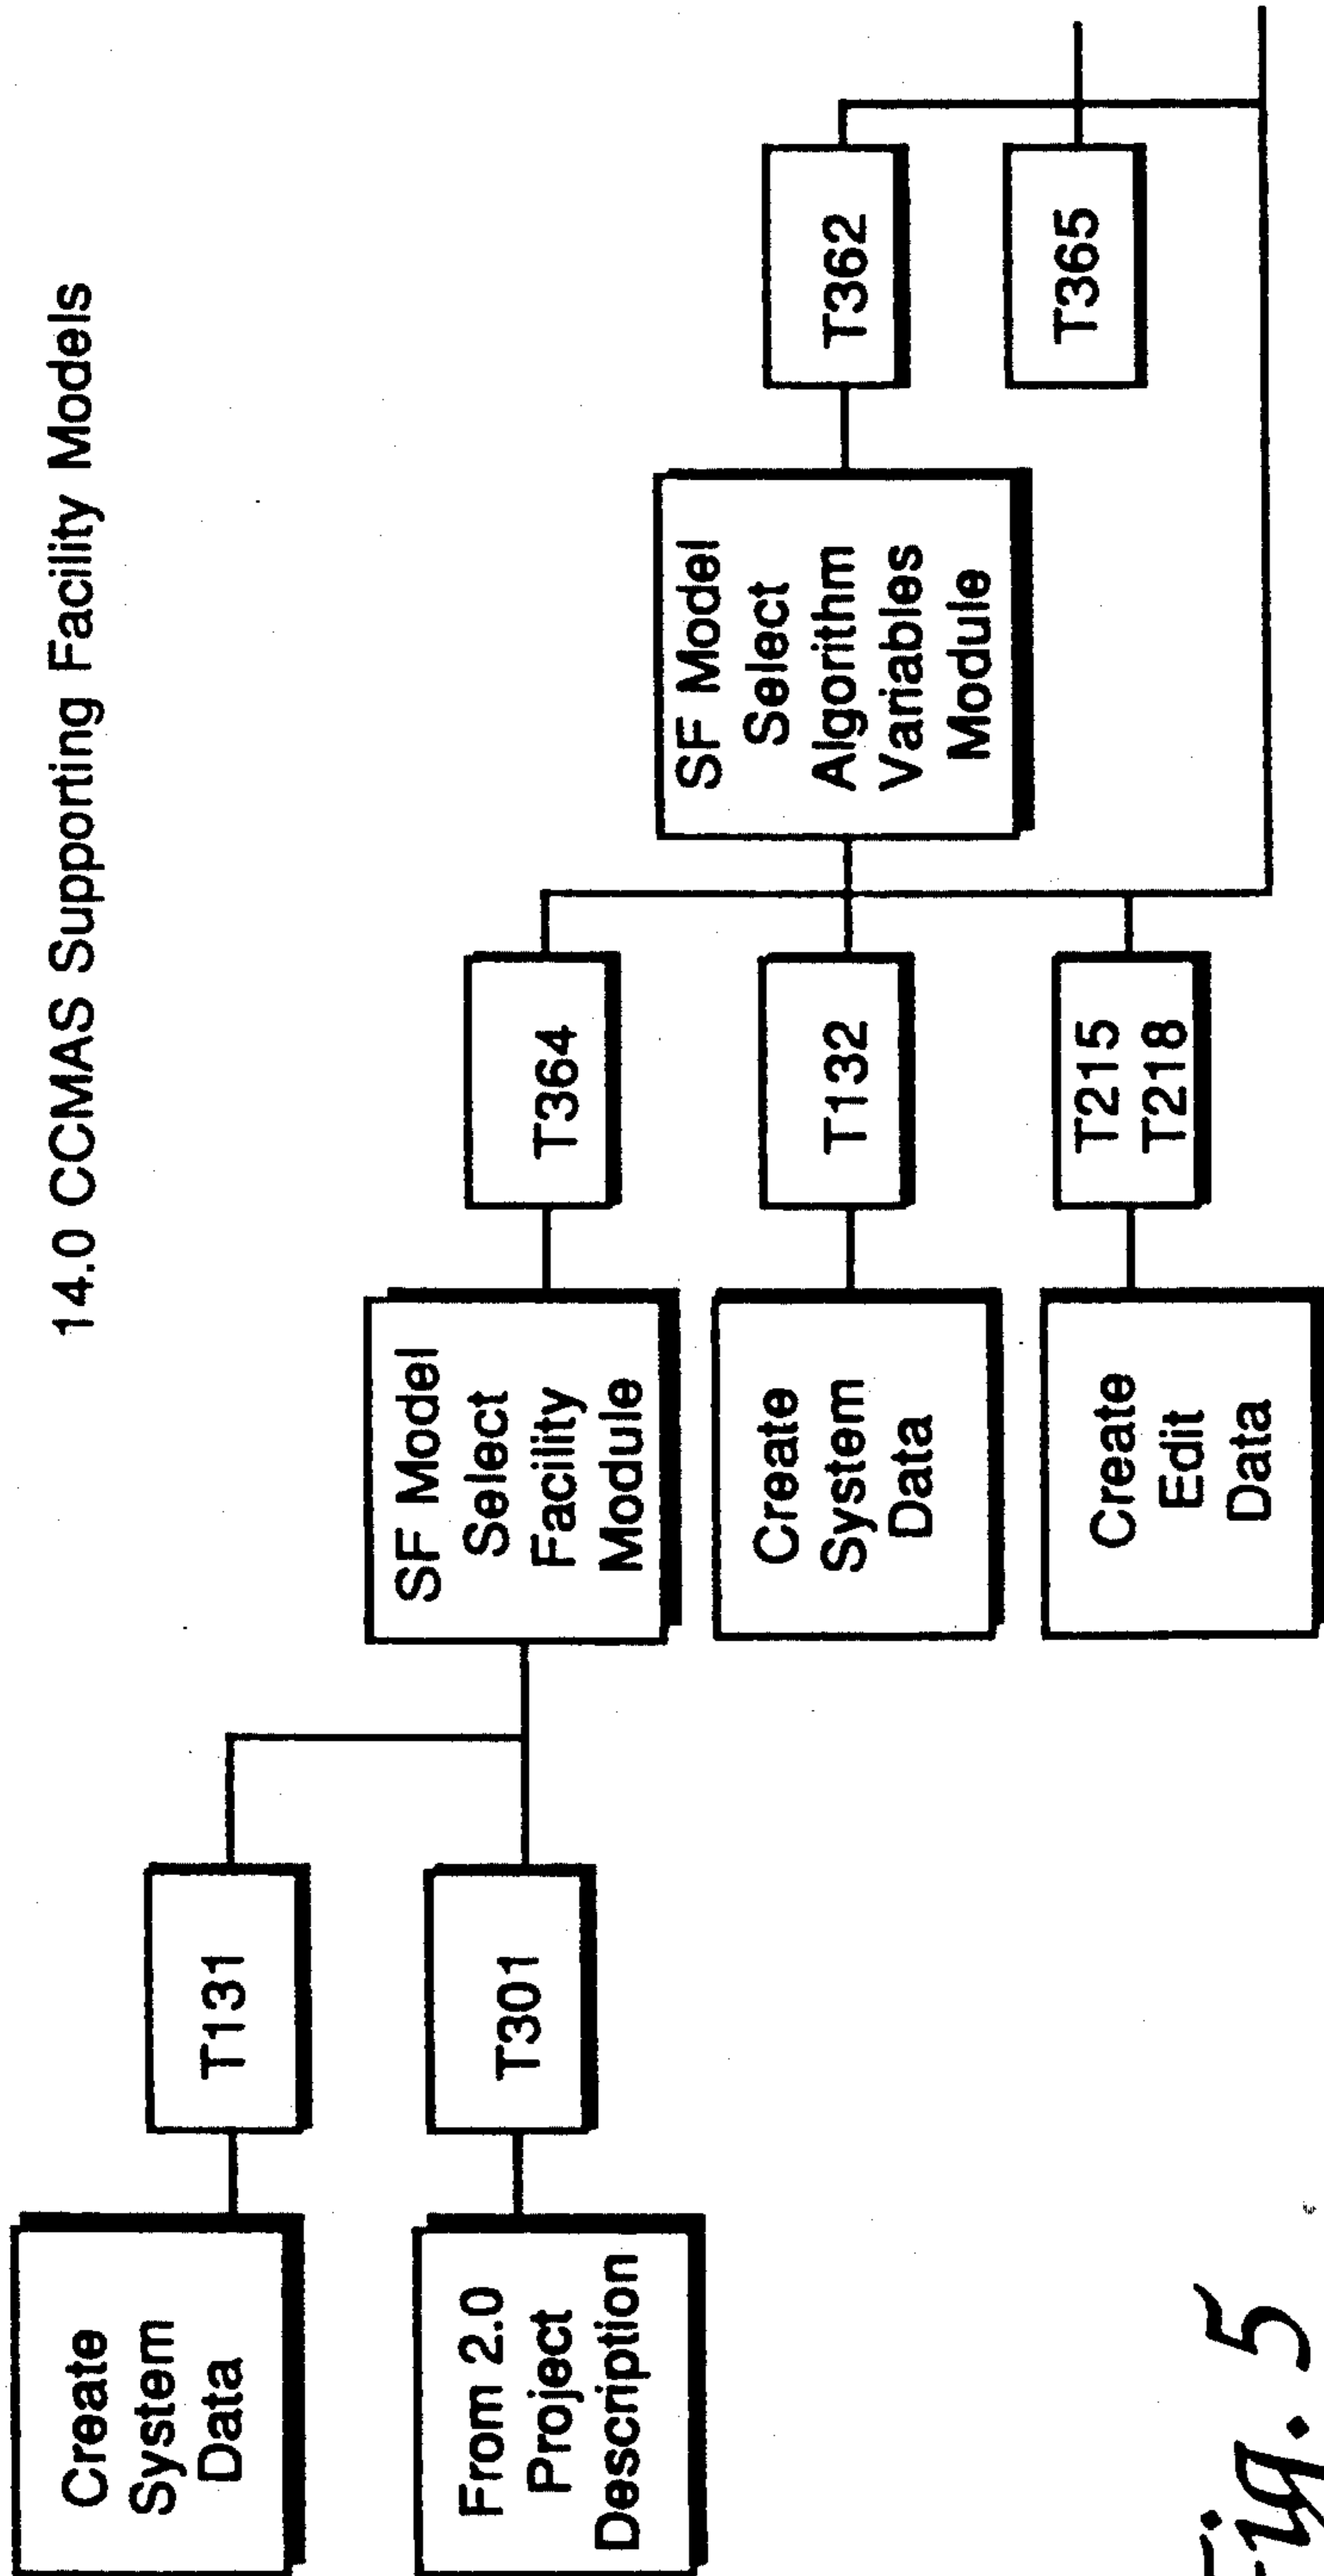 14.0 CCMAS Supporting Facility Models
Create
System
Data
T131
From 2.0
Project
Description
T301
SF Model
Select
Facility
Module
T364
Create
System
Data
T132
Create
Edit
Data
T215
T218
SF Model
Select
Algorithm
Variables
Module
T362
T365
Fig. 5